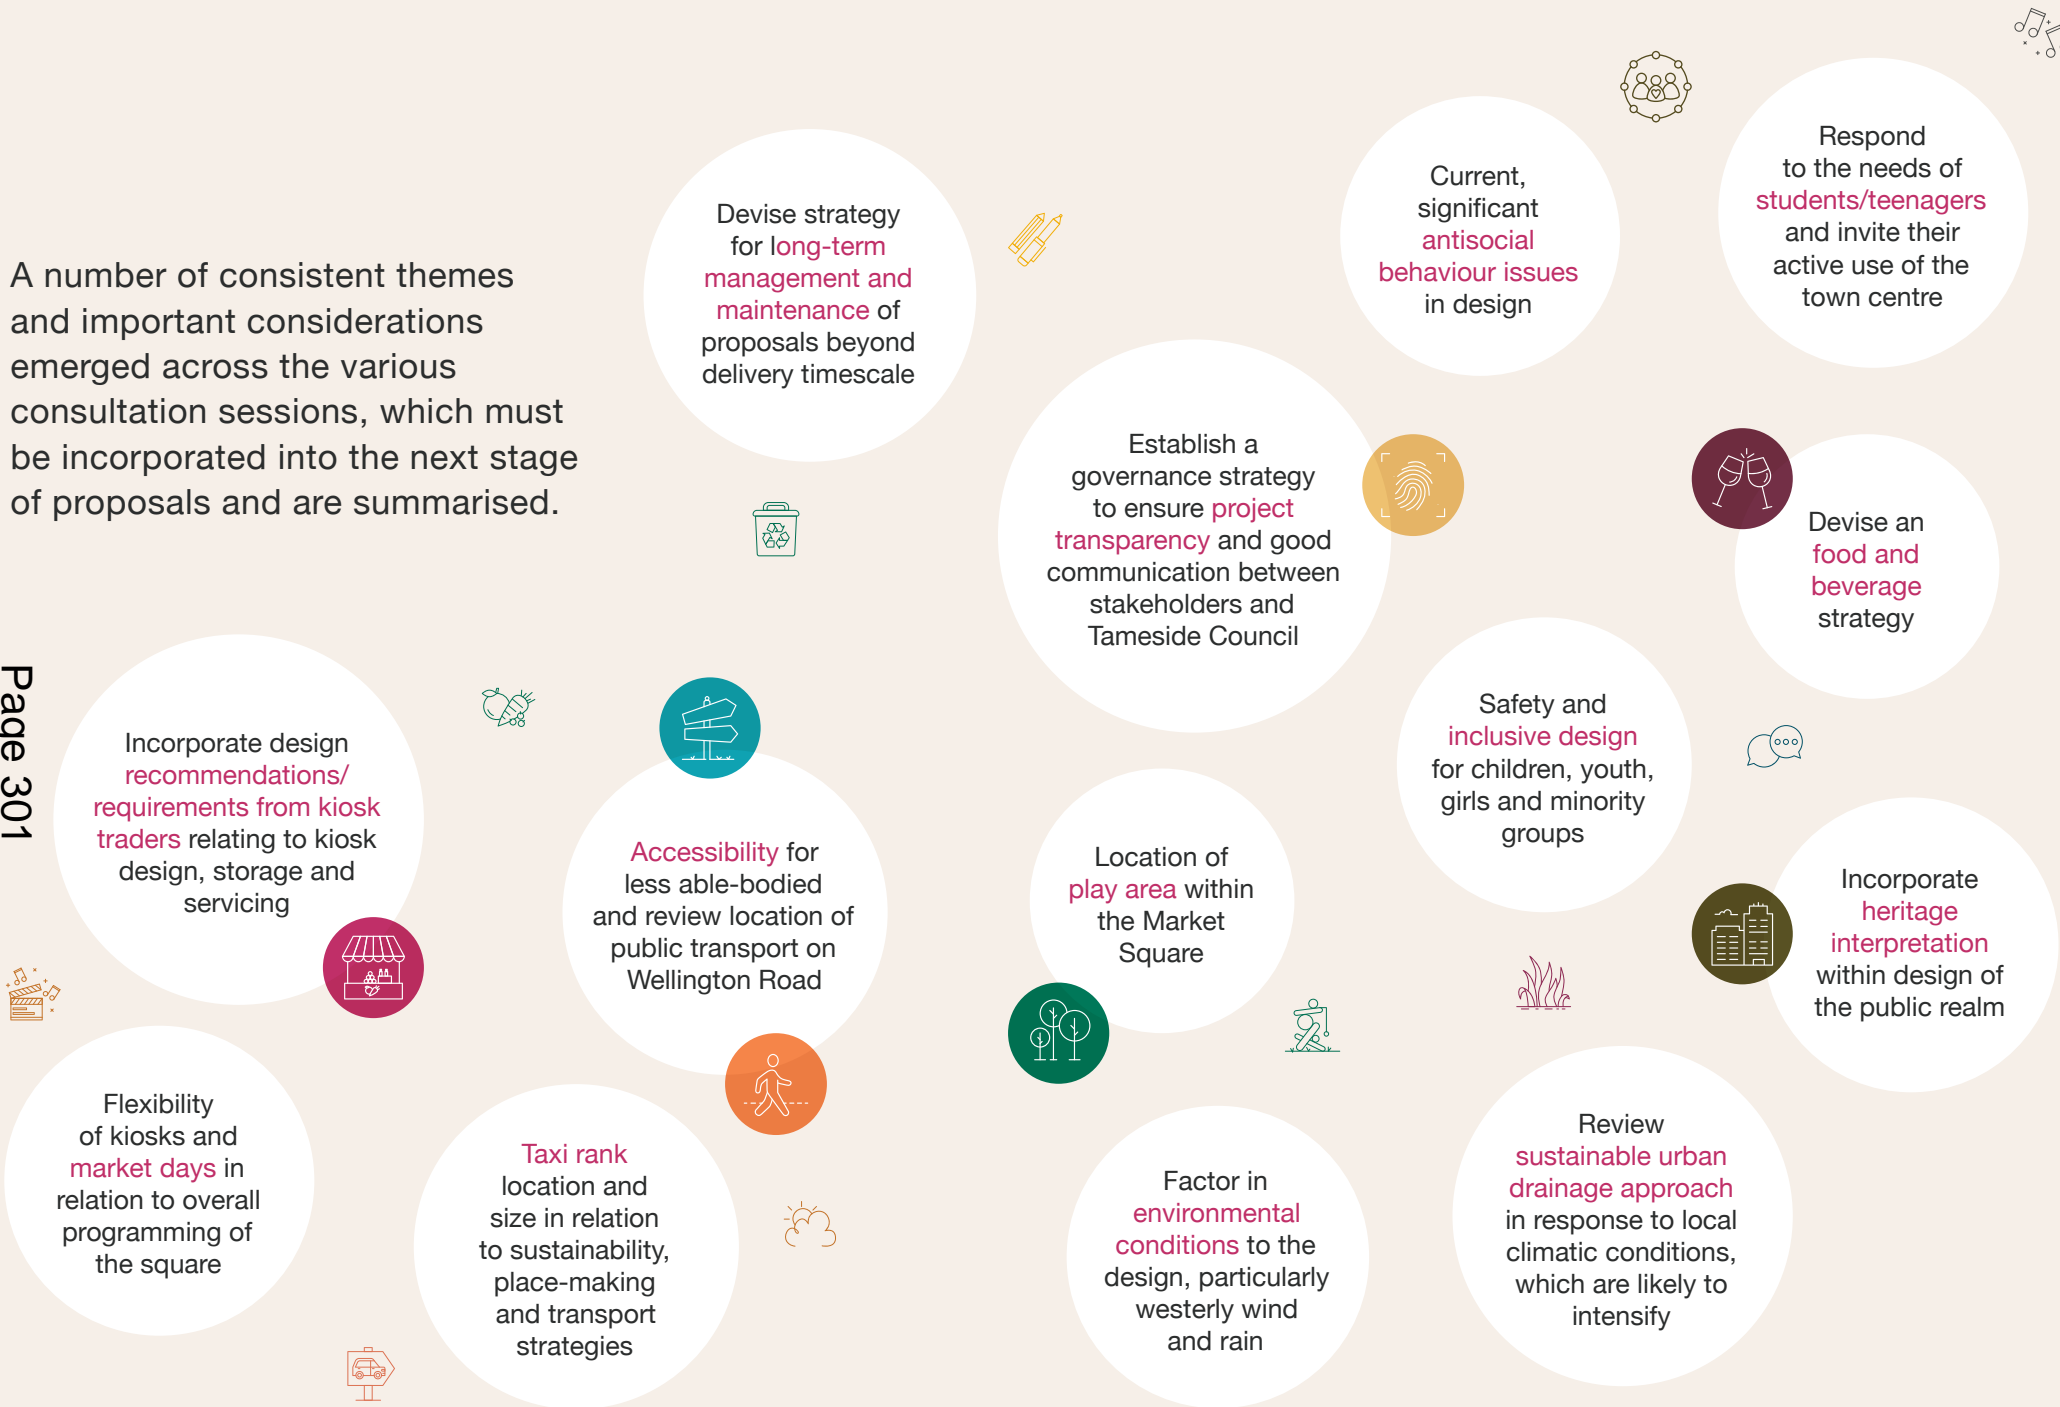 A number of consistent themes
and important considerations
emerged across the various
consultation sessions, which must
be incorporated into the next stage
of proposals and are summarised.
Devise strategy
for long-term
management and
maintenance of
proposals beyond
delivery timescale
Current,
significant
antisocial
behaviour issues
in design
Respond
to the needs of
students/teenagers
and invite their
active use of the
town centre
Establish a
governance strategy
to ensure project
transparency and good
communication between
stakeholders and
Tameside Council
Devise an
food and
beverage
strategy
Page 301
Incorporate design
recommendations/
requirements from kiosk
traders relating to kiosk
design, storage and
servicing
Accessibility for
less able-bodied
and review location of
public transport on
Wellington Road
Location of
play area within
the Market
Square
Safety and
inclusive design
for children, youth,
girls and minority
groups
Incorporate
heritage
interpretation
within design of
the public realm
Flexibility
of kiosks and
market days in
relation to overall
programming of
the square
Taxi rank
location and
size in relation
to sustainability,
place-making
and transport
strategies
Factor in
environmental
conditions to the
design, particularly
westerly wind
and rain
Review
sustainable urban
drainage approach
in response to local
climatic conditions,
which are likely to
intensify